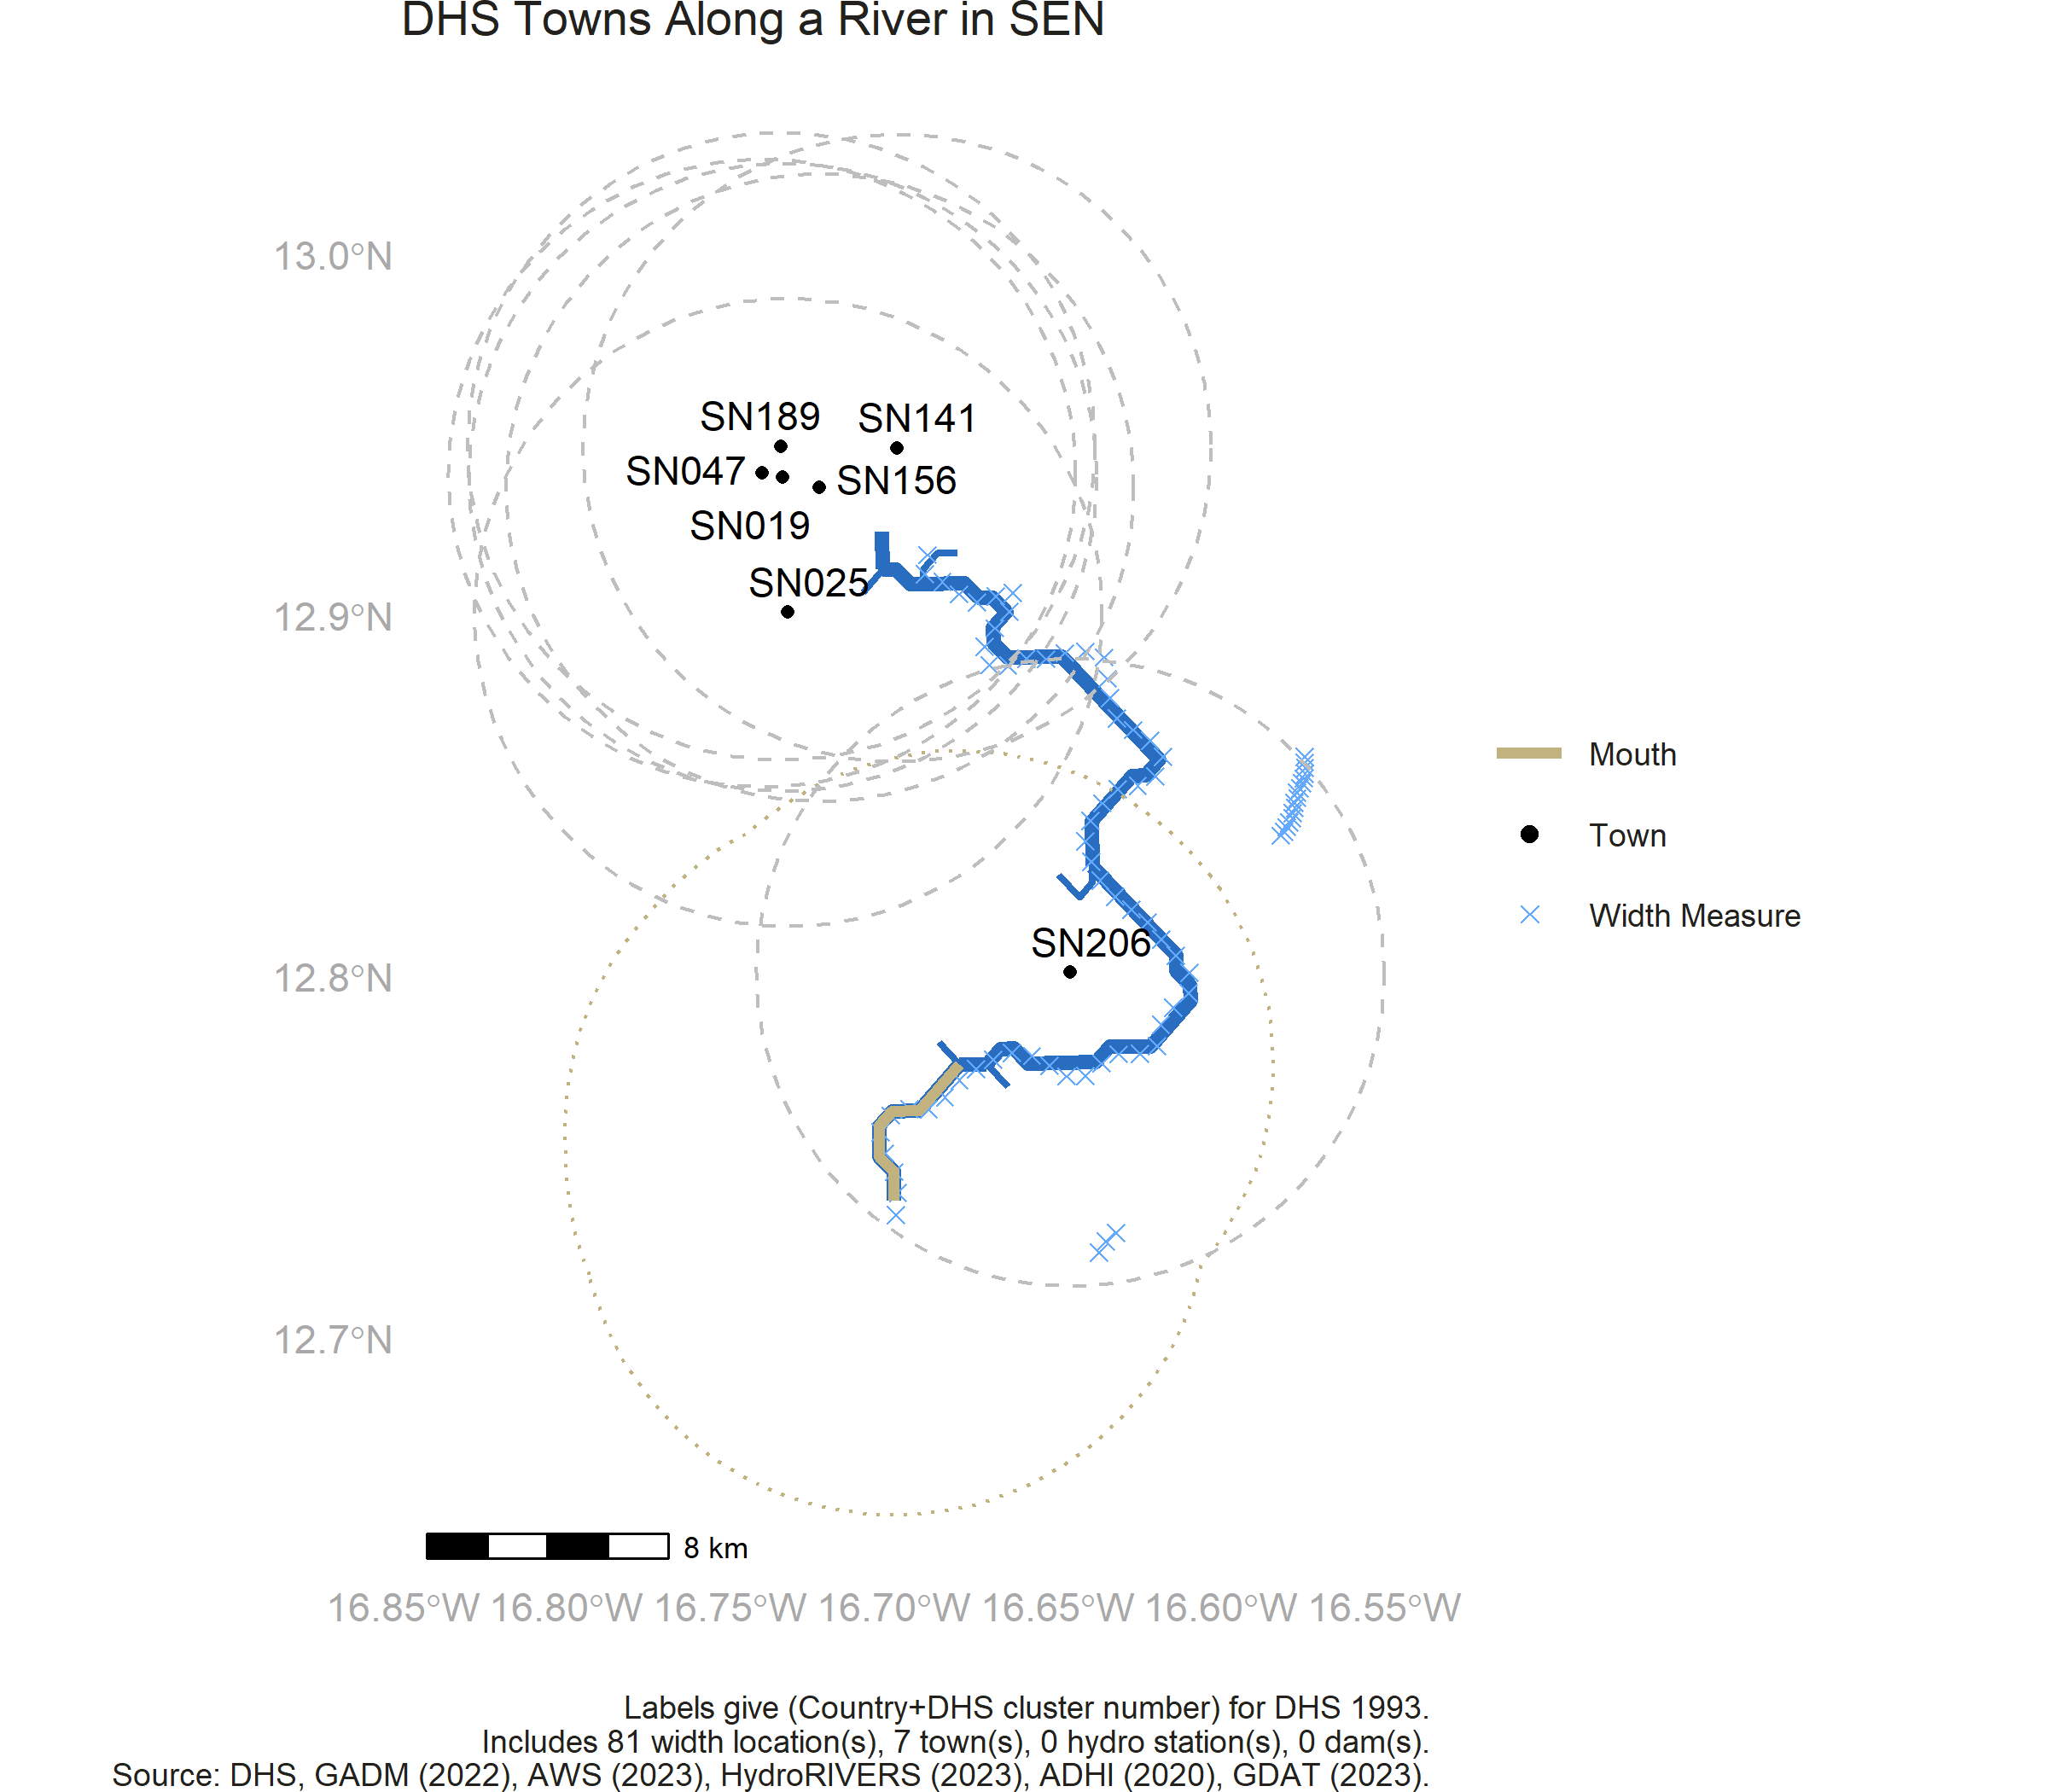 DHS Towns Along a River in SEN
13.0°N
SN189
SN141
SN047
SN156
SN019
SN025
12.9°N
Mouth
Town
Width Measure
SN206
12.8°N
12.7°N
8 km
16.85°W 16.80°W 16.75°W 16.70°W 16.65°W 16.60°W 16.55°W
Labels give (Country+DHS cluster number) for DHS 1993.
Includes 81 width location(s), 7 town(s), 0 hydro station(s), 0 dam(s).
Source: DHS, GADM (2022), AWS (2023), HydroRIVERS (2023), ADHI (2020), GDAT (2023).